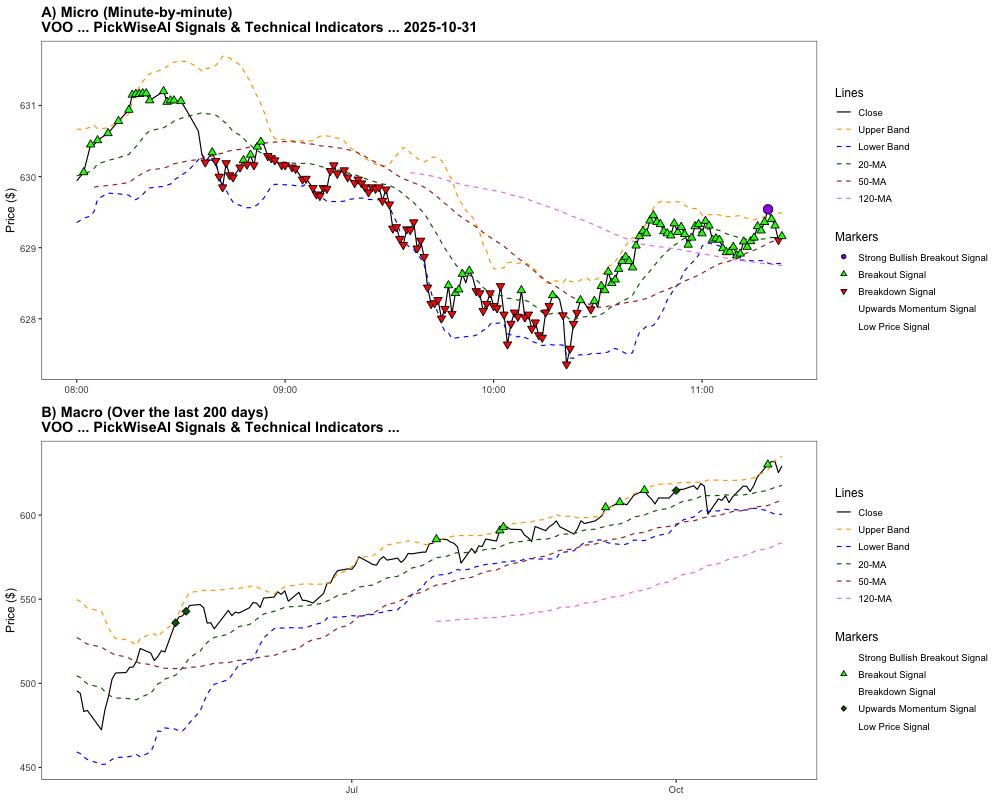 A) Micro (Minute-by-minute)
VOO ... PickWiseAI Signals & Technical Indicators ... 2025-10-31
Price ($)
631
630
629
628
08:00
09:00
10:00
11:00
Lines
Close
Upper Band
Lower Band
20-MA
50-MA
120-MA
Markers
Strong Bullish Breakout Signal
Breakout Signal
Breakdown Signal
Upwards Momentum Signal
Low Price Signal
B) Macro (Over the last 200 days)
VOO ... PickWiseAI Signals & Technical Indicators ...
Price ($)
600
550
500
450
Jul
Oct
Lines
Close
Upper Band
Lower Band
20-MA
50-MA
120-MA
Markers
Strong Bullish Breakout Signal
Breakout Signal
Breakdown Signal
Upwards Momentum Signal
Low Price Signal